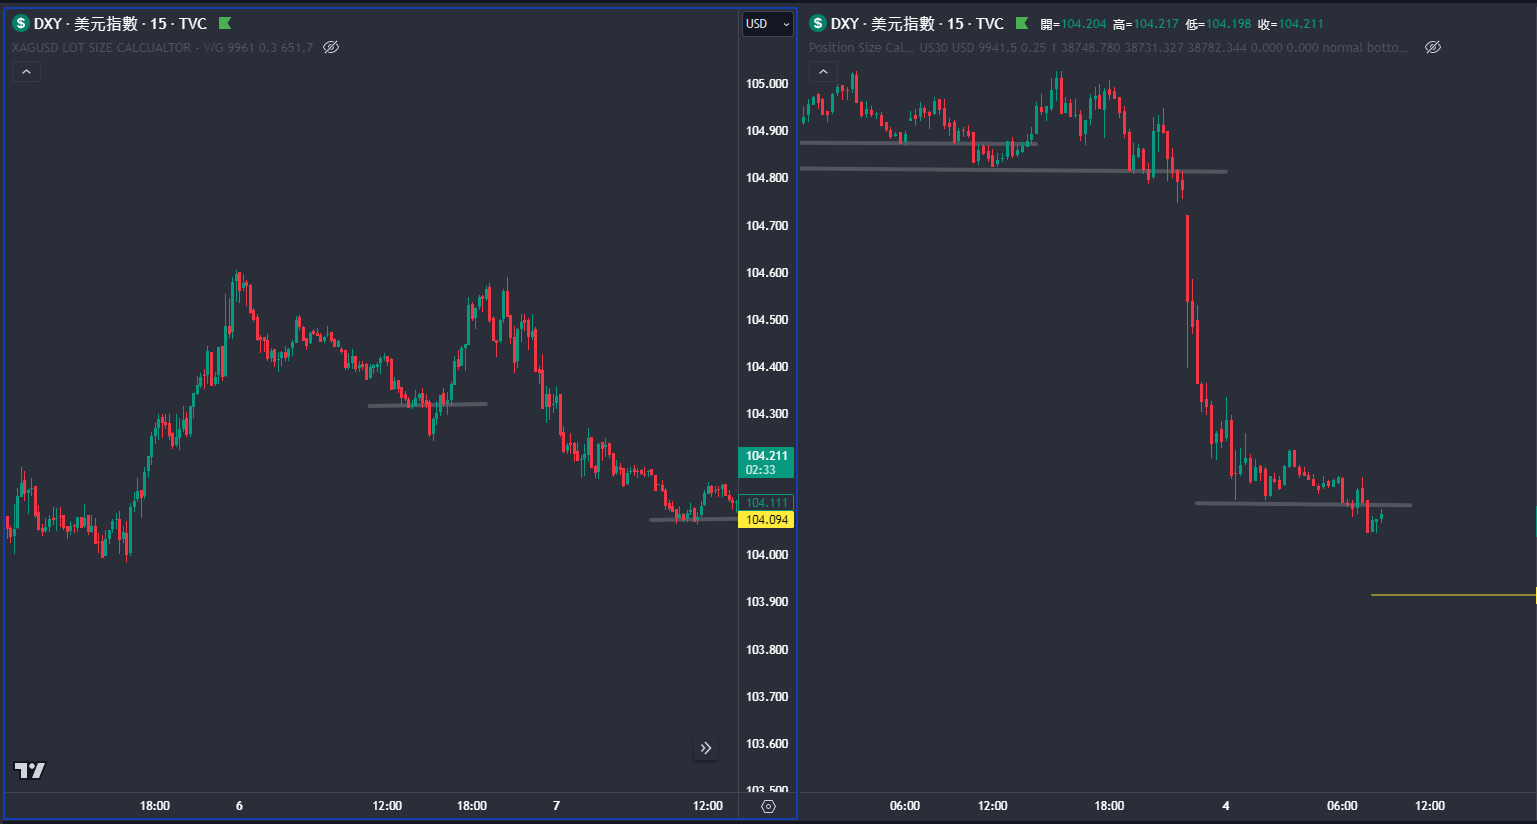 DXY · 美元指數 · 15 · TVC
XAGUSD LOT SIZE CALCUALTOR - WG 9961 0.3 651.7
USD
105.000
104.900
104.800
104.700
104.600
104.500
104.400
104.300
104.211
02:33
104.111
104.094
104.000
103.900
103.800
103.700
103.600
103.500
18:00 6 12:00 18:00 7 12:00
DXY · 美元指數 · 15 · TVC 開=104.204 高=104.217 低=104.198 收=104.211
Position Size Cal... US30 USD 9941.5 0.25 1 38748.780 38731.327 38782.344 0.000 0.000 normal botto...
06:00 12:00 18:00 4 06:00 12:00